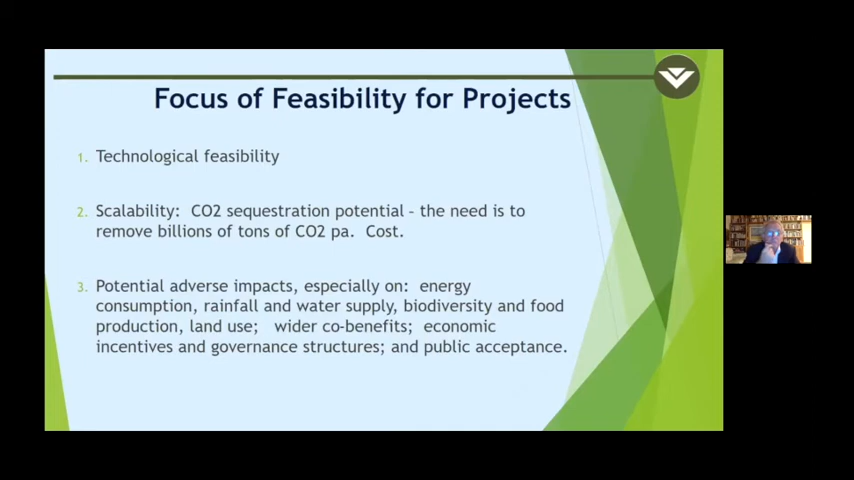 Focus of Feasibility for Projects
1. Technological feasibility
2. Scalability: CO2 sequestration potential – the need is to
remove billions of tons of CO2 pa. Cost.
3. Potential adverse impacts, especially on: energy
consumption, rainfall and water supply, biodiversity and food
production, land use; wider co-benefits; economic
incentives and governance structures; and public acceptance.